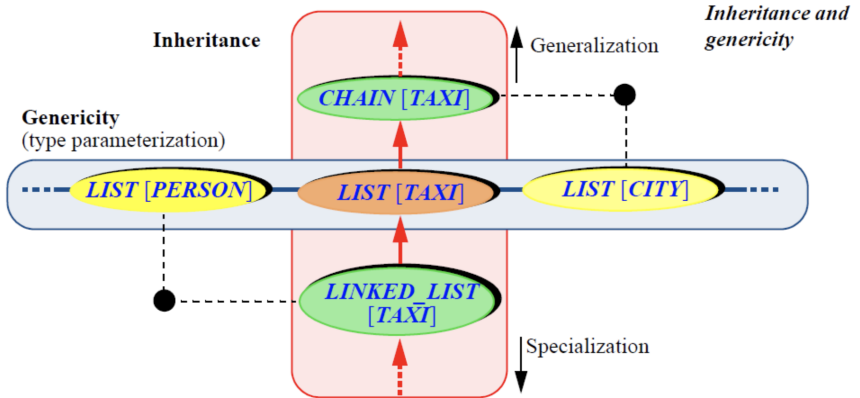 Inheritance and
genericity
Inheritance
Generalization
CHAIN [TAXI]
Genericity
(type parameterization)
LIST [PERSON]
LIST [TAXI]
LIST [CITY]
LINKED_LIST
[TAXI]
Specialization